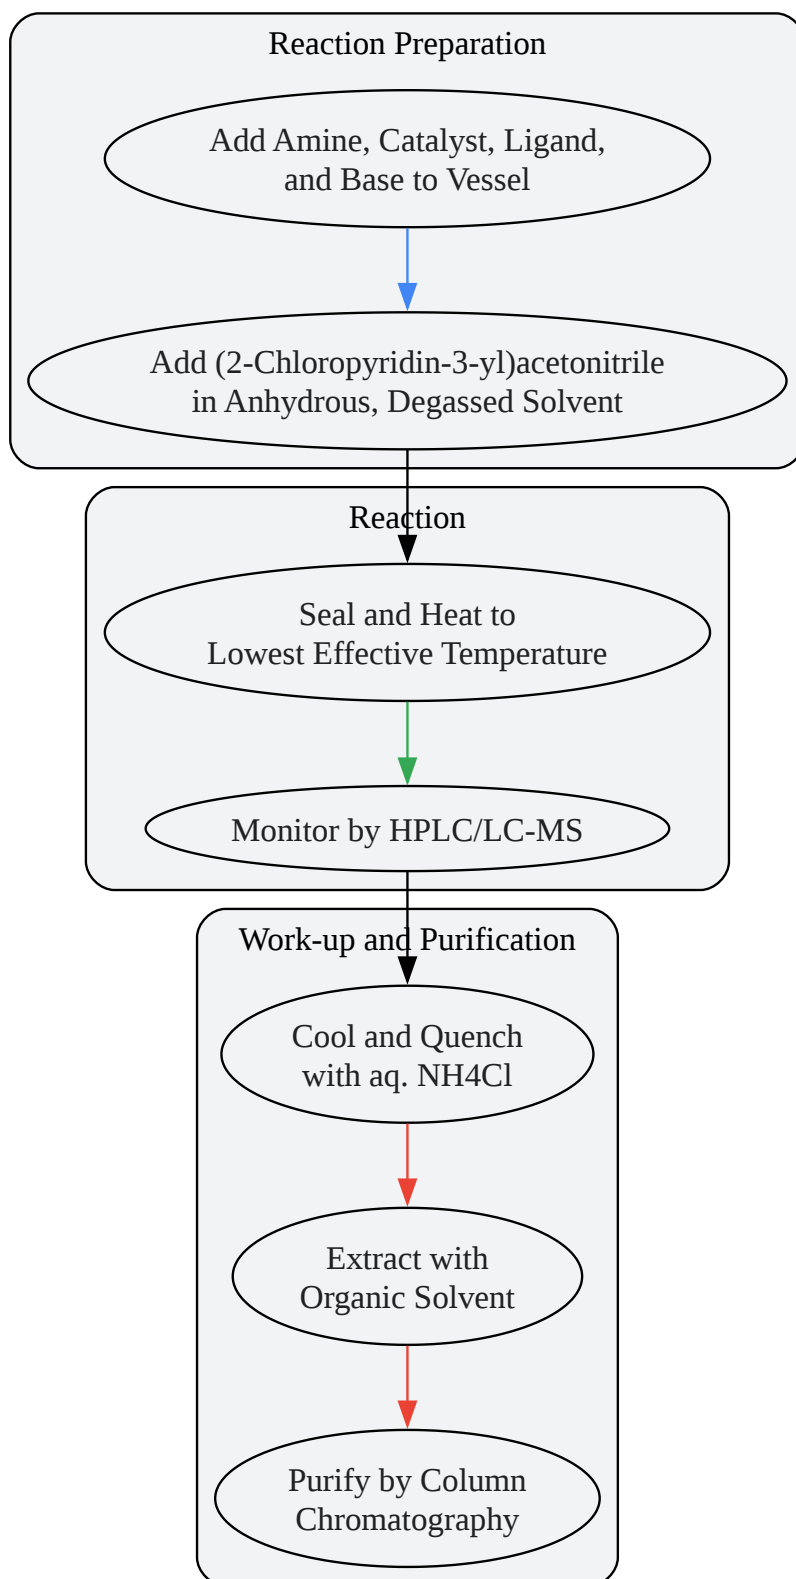 Reaction Preparation
Add Amine, Catalyst, Ligand,
and Base to Vessel
Add (2-Chloropyridin-3-yl)acetonitrile
in Anhydrous, Degassed Solvent
Reaction
Seal and Heat to
Lowest Effective Temperature
Monitor by HPLC/LC-MS
Work-up and Purification
Cool and Quench
with aq. NH4Cl
Extract with
Organic Solvent
Purify by Column
Chromatography